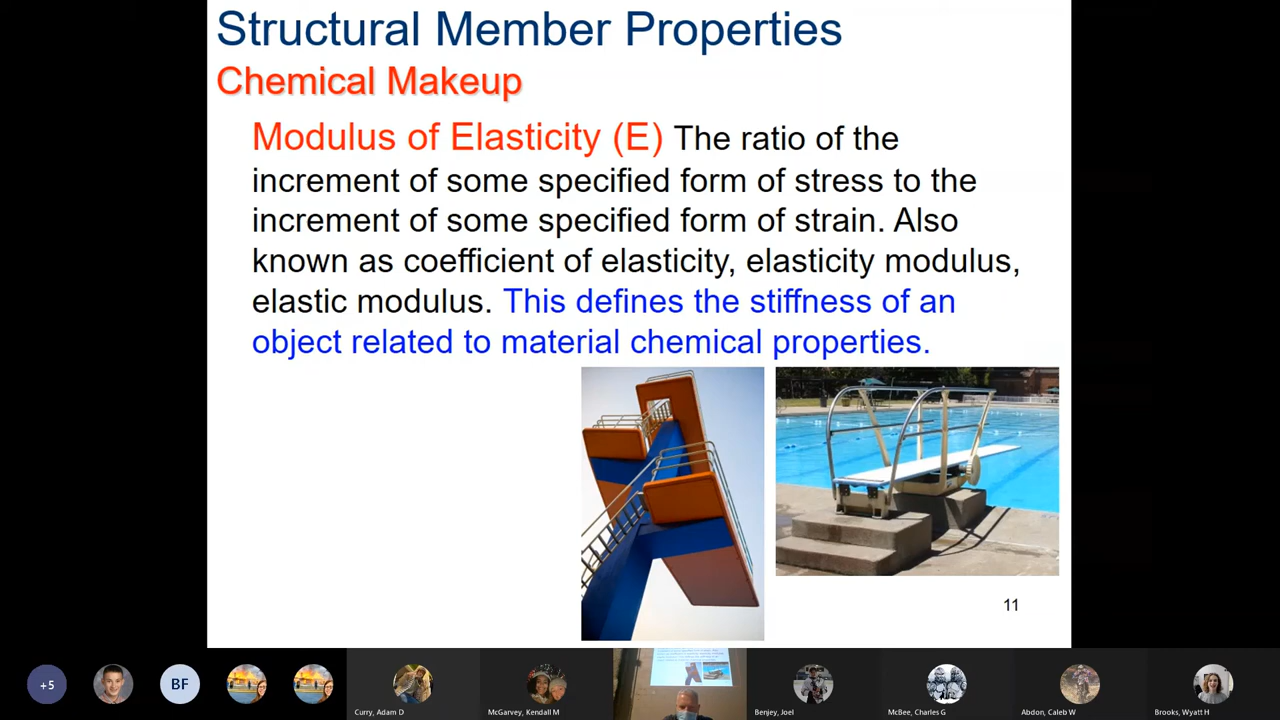 Structural Member Properties
Chemical Makeup
Modulus of Elasticity (E) The ratio of the
increment of some specified form of stress to the
increment of some specified form of strain. Also
known as coefficient of elasticity, elasticity modulus,
elastic modulus. This defines the stiffness of an
object related to material chemical properties.
11
+5
BF
Curry, Adam D
McGarvey, Kendall M
Benjey, Joel
McBee, Charles G
Abdon, Caleb W
Brooks, Wyatt H